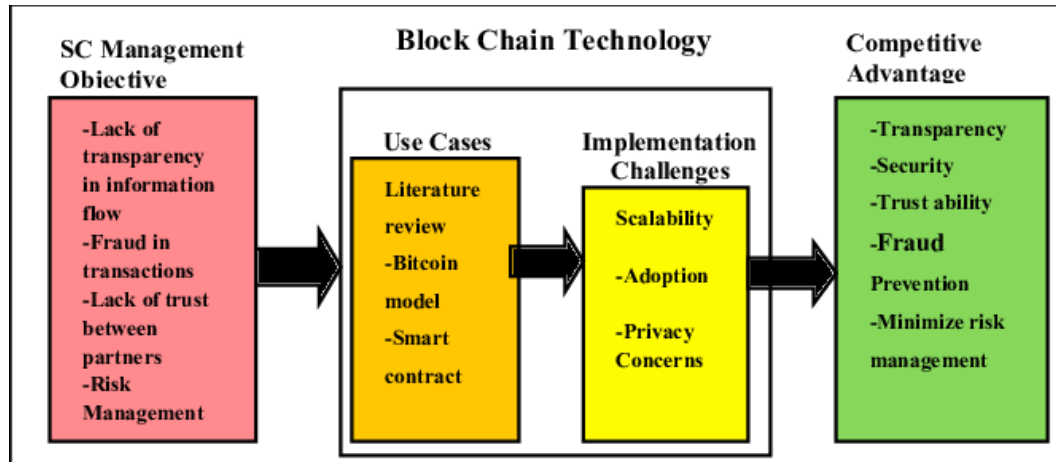 SC Management
Objective
-Lack of
transparency
in information
flow
-Fraud in
transactions
-Lack of trust
between
partners
-Risk
Management
Block Chain Technology
Use Cases
Literature
review
-Bitcoin
model
-Smart
contract
Implementation
Challenges
Scalability
-Adoption
-Privacy
Concerns
Competitive
Advantage
-Transparency
-Security
-Trust ability
-Fraud
Prevention
-Minimize risk
management